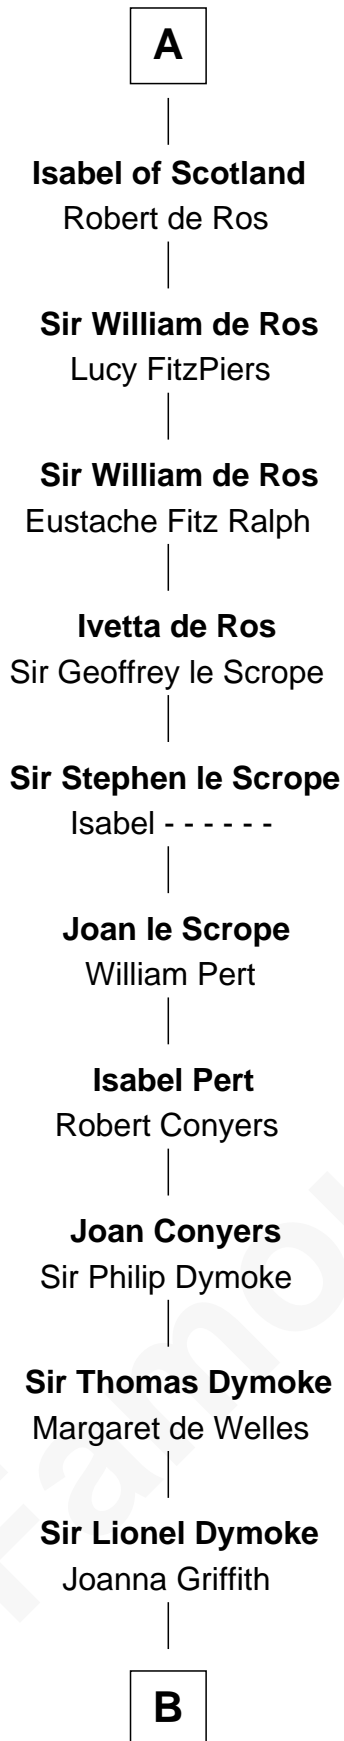 A
Isabel of Scotland
Robert de Ros
Sir William de Ros
Lucy FitzPiers
Sir William de Ros
Eustache Fitz Ralph
Ivetta de Ros
Sir Geoffrey le Scrope
Sir Stephen le Scrope
Isabel - - - - - -
Joan le Scrope
William Pert
Isabel Pert
Robert Conyers
Joan Conyers
Sir Philip Dymoke
Sir Thomas Dymoke
Margaret de Welles
Sir Lionel Dymoke
Joanna Griffith
B